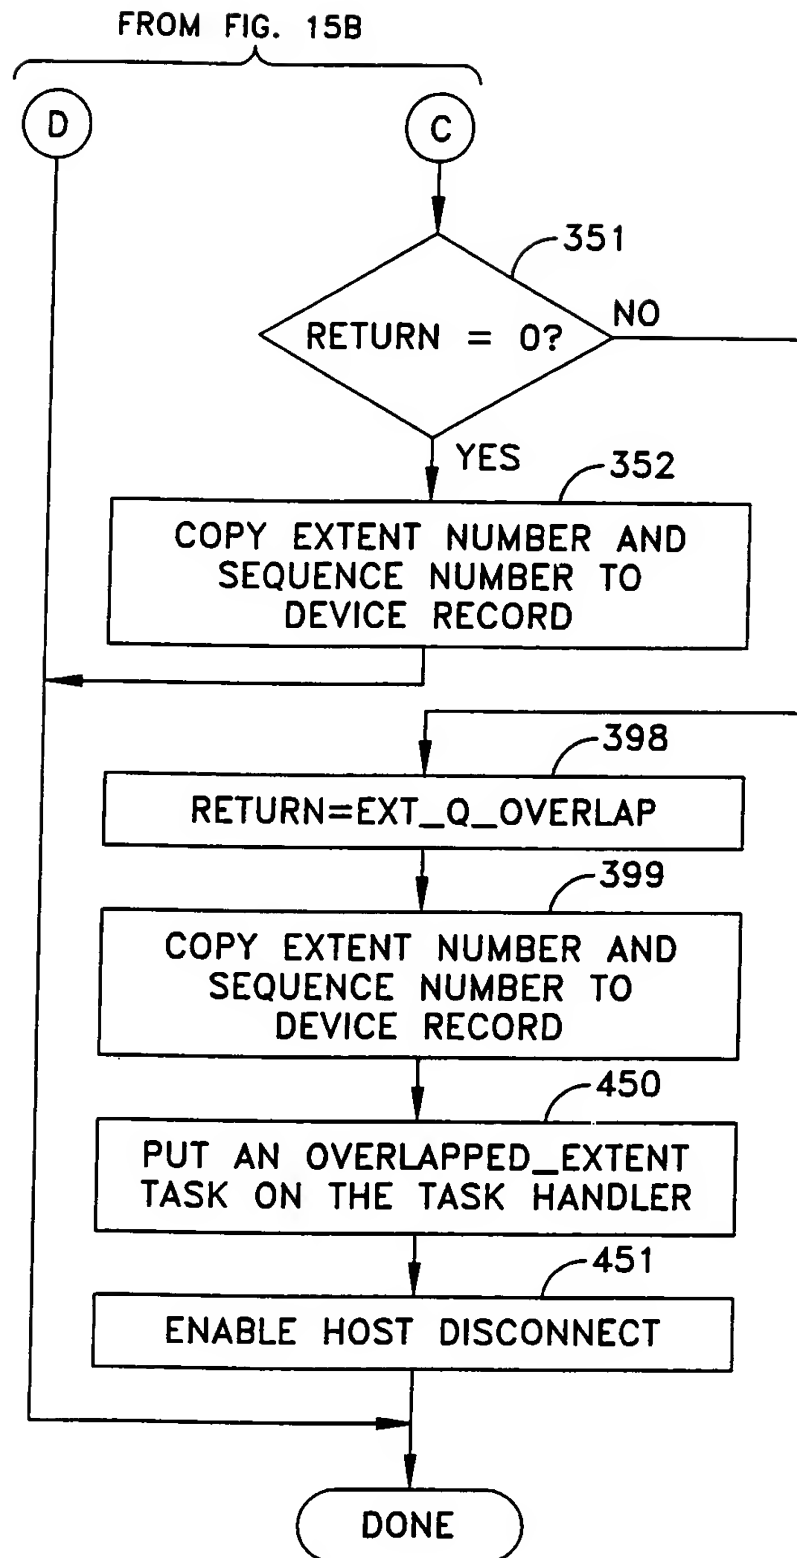 FROM FIG. 15B
D
C
351
RETURN = 0?
NO
YES
352
COPY EXTENT NUMBER AND
SEQUENCE NUMBER TO
DEVICE RECORD
398
RETURN=EXT_Q_OVERLAP
399
COPY EXTENT NUMBER AND
SEQUENCE NUMBER TO
DEVICE RECORD
450
PUT AN OVERLAPPED_EXTENT
TASK ON THE TASK HANDLER
451
ENABLE HOST DISCONNECT
DONE